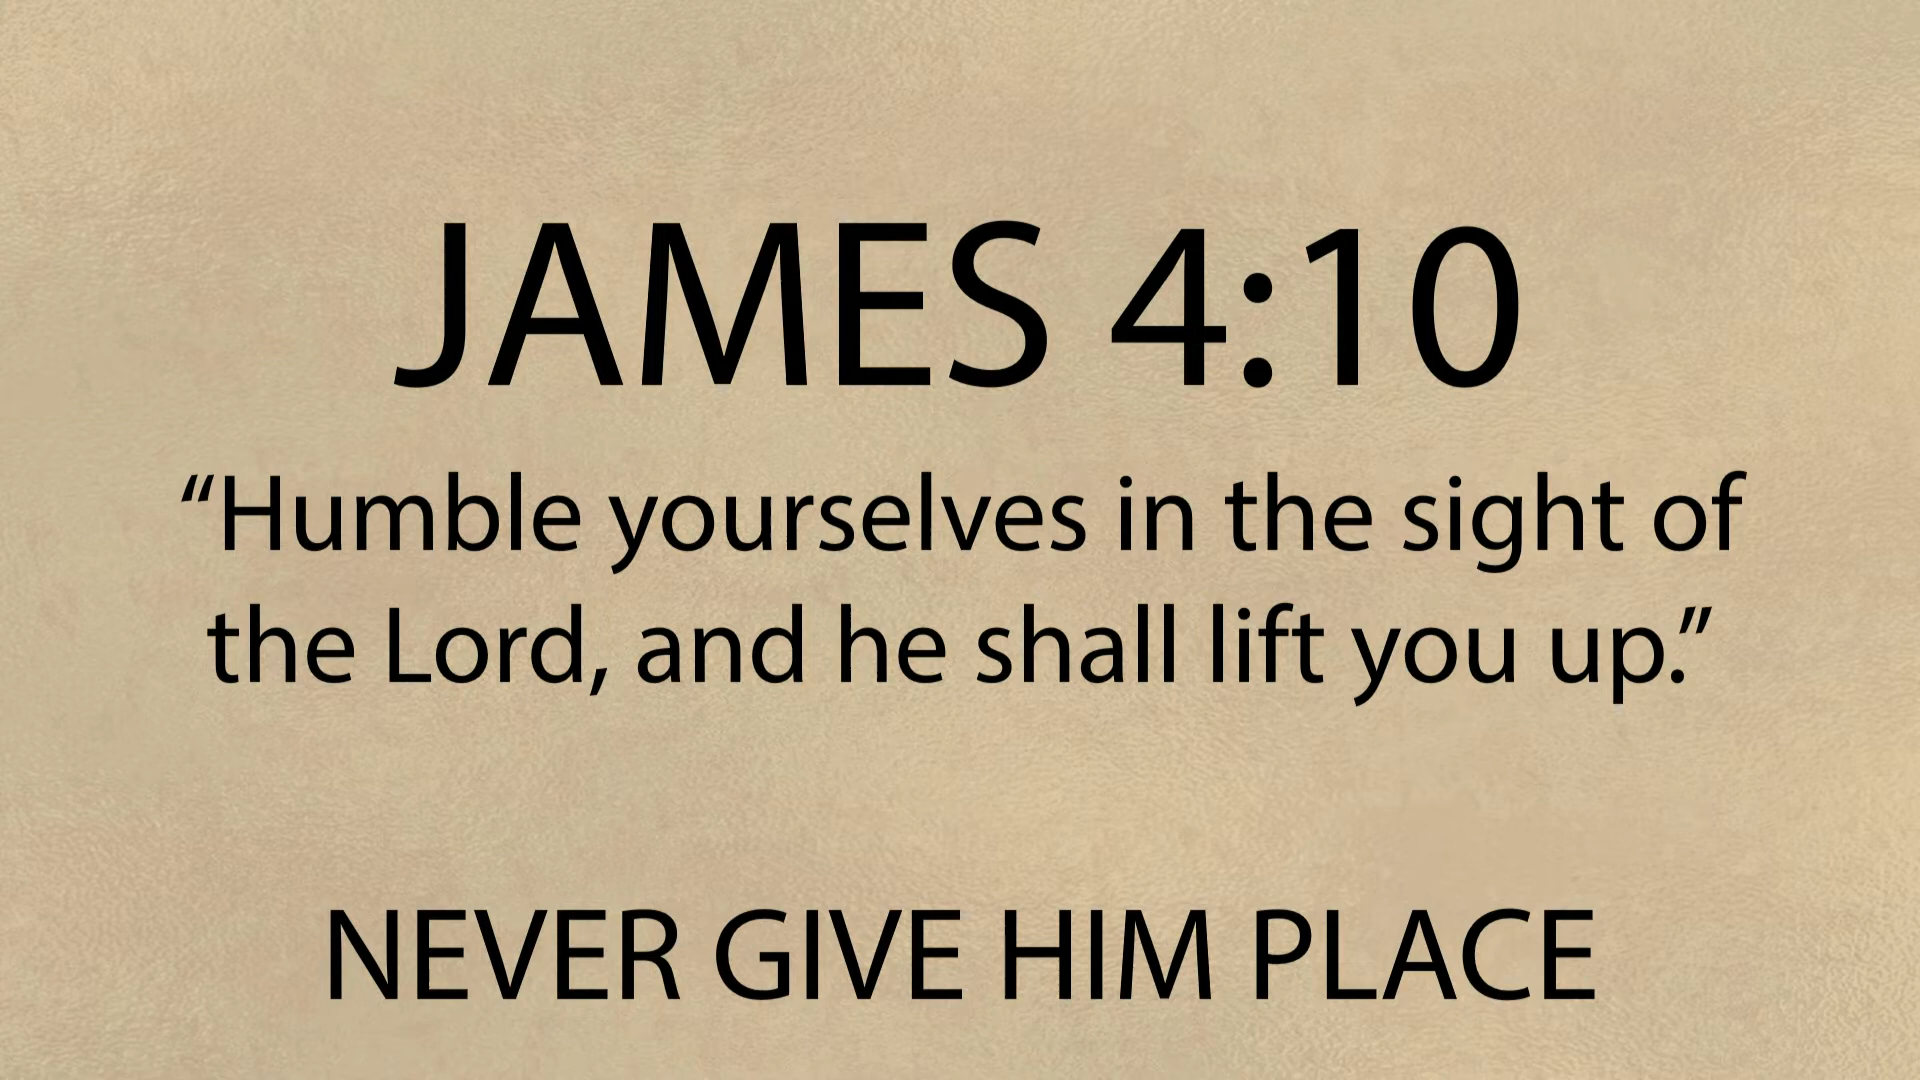 JAMES 4:10
“Humble yourselves in the sight of
the Lord, and he shall lift you up.”
NEVER GIVE HIM PLACE